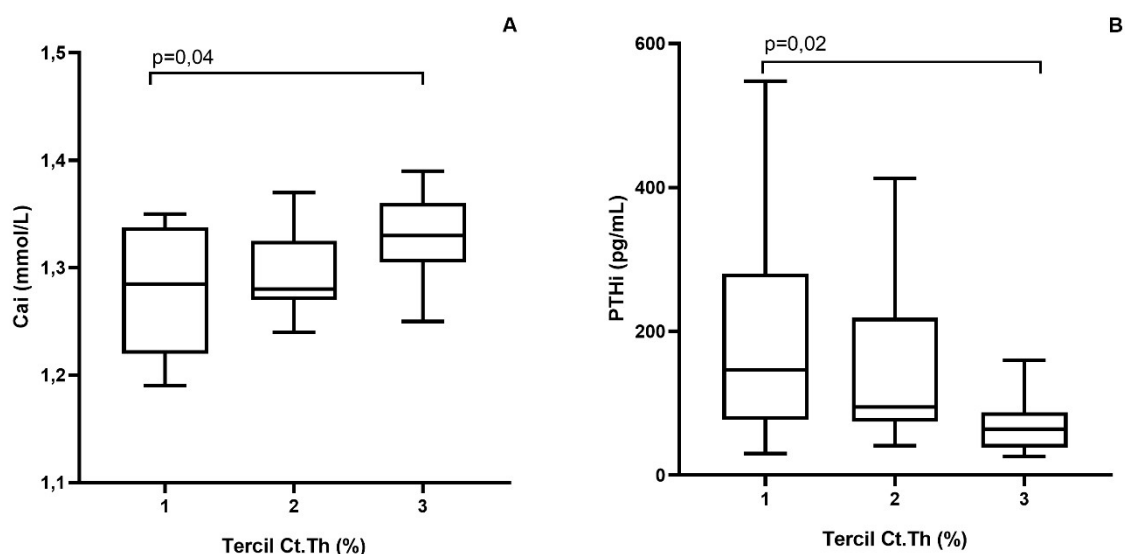 A
1,5
p=0,04
1,4
1,3
1,2
1,1
Cai (mmol/L)
1 2 3
Tercil Ct.Th (%)
B
600
p=0,02
400
200
0
PTHi (pg/mL)
1 2 3
Tercil Ct.Th (%)